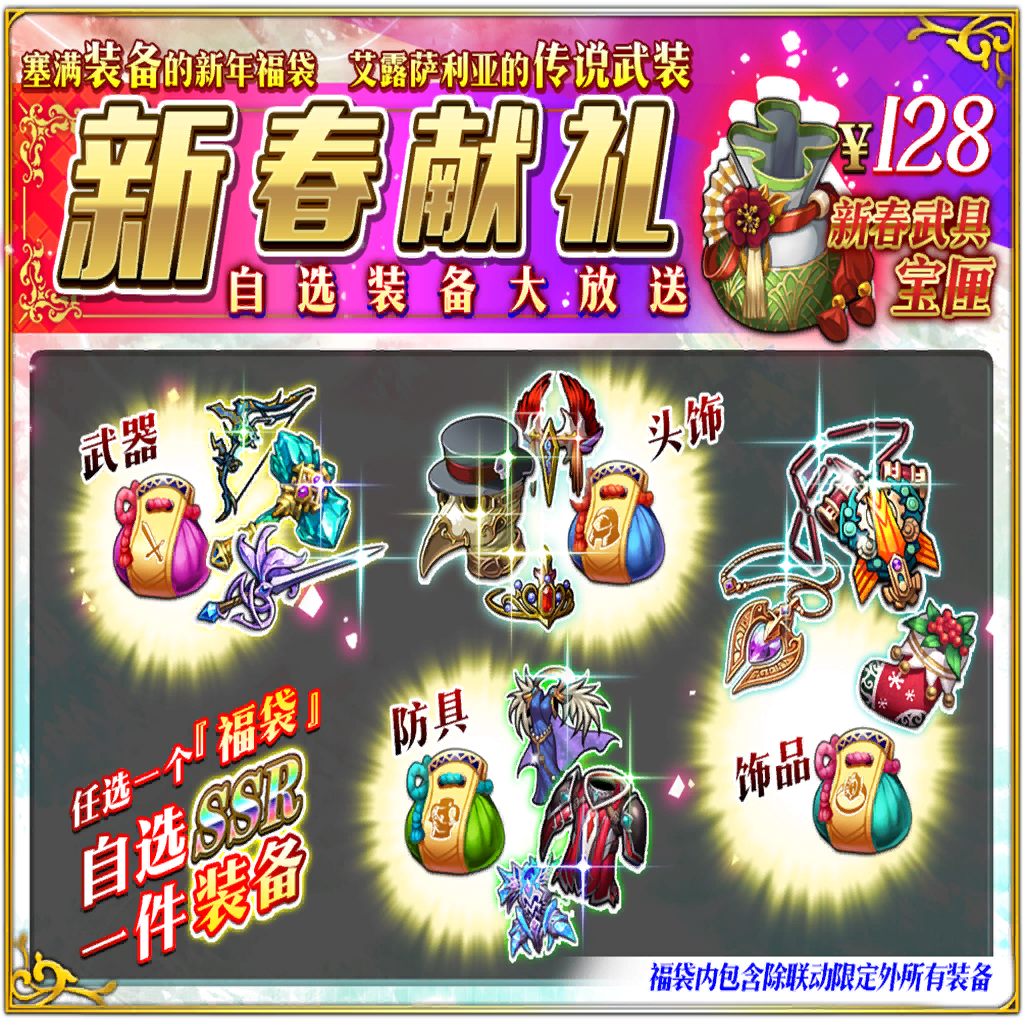 塞满装备的新年福袋 艾露萨利亚的传说武装
新春献礼
自选装备大放送
¥128
新春武具
宝匣
武器
头饰
防具
饰品
任选一个『福袋』
自选SSR
一件装备
福袋内包含除联动限定外所有装备